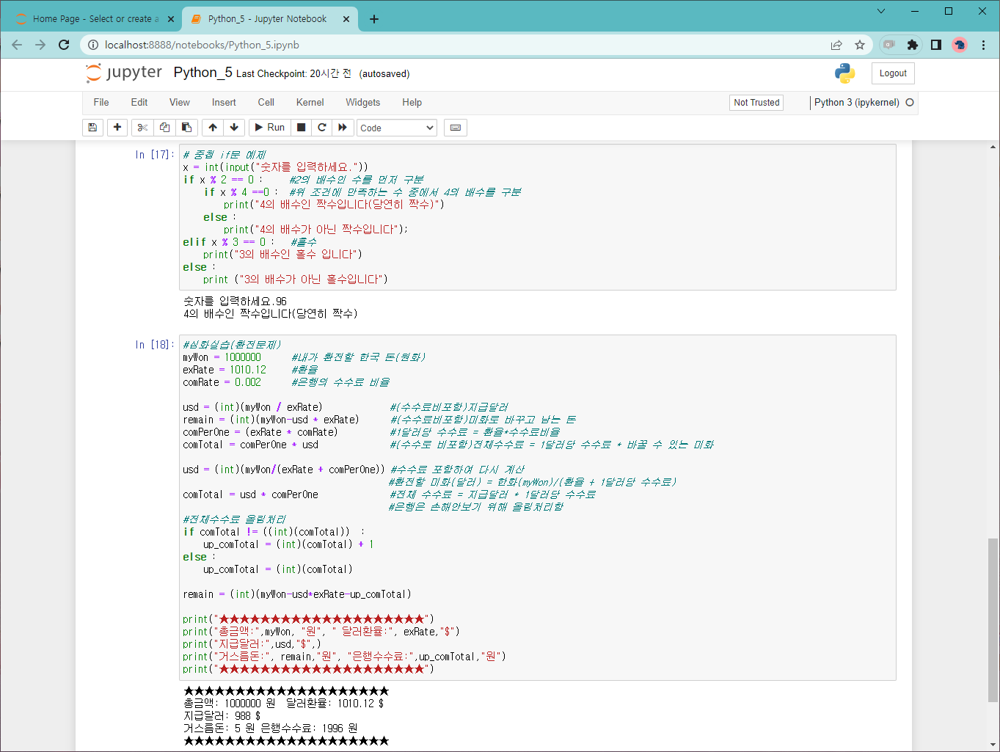 Home Page - Select or create a
Python_5 - Jupyter Notebook
localhost:8888/notebooks/Python_5.ipynb
jupyter Python_5 Last Checkpoint: 20시간 전 (autosaved)
Logout
File Edit View Insert Cell Kernel Widgets Help
Not Trusted
Python 3 (ipykernel)
Run
Code
In [17]:
# 중첩 if문 예제
x = int(input("숫자를 입력하세요."))
if x % 2 == 0 : #2의 배수인 수를 먼저 구분
if x % 4 ==0 : #위 조건에 만족하는 수 중에서 4의 배수를 구분
print("4의 배수인 짝수입니다(당연히 짝수)")
else :
print("4의 배수가 아닌 짝수입니다");
elif x % 3 == 0 : #홀수
print("3의 배수인 홀수 입니다")
else :
print ("3의 배수가 아닌 홀수입니다")
숫자를 입력하세요.96
4의 배수인 짝수입니다(당연히 짝수)
In [18]:
#심화실습(환전문제)
myWon = 1000000 #내가 환전할 한국 돈(원화)
exRate = 1010.12 #환율
comRate = 0.002 #은행의 수수료 비율
usd = (int)(myWon / exRate) #(수수료비포함)지급달러
remain = (int)(myWon-usd * exRate) #(수수료비포함)미화로 바꾸고 남는 돈
comPerOne = (exRate * comRate) #1달러당 수수료 = 환율*수수료비율
comTotal = comPerOne * usd #(수수로 비포함)전체수수료 = 1달러당 수수료 * 바꿀 수 있는 미화
usd = (int)(myWon/(exRate + comPerOne)) #수수료 포함하여 다시 계산
#환전할 미화(달러) = 한화(myWon)/(환율 + 1달러당 수수료)
comTotal = usd * comPerOne #전체 수수료 = 지급달러 * 1달러당 수수료
#은행은 손해안보기 위해 올림처리함
#전체수수료 올림처리
if comTotal != ((int)(comTotal)) :
up_comTotal = (int)(comTotal) + 1
else :
up_comTotal = (int)(comTotal)
remain = (int)(myWon-usd*exRate-up_comTotal)
print("★★★★★★★★★★★★★★★★★★★★")
print("총금액:",myWon, "원", " 달러환율:", exRate,"$")
print("지급달러:",usd,"$",)
print("거스름돈:", remain,"원", "은행수수료:",up_comTotal,"원")
print("★★★★★★★★★★★★★★★★★★★★")
★★★★★★★★★★★★★★★★★★★★
총금액: 1000000 원 달러환율: 1010.12 $
지급달러: 988 $
거스름돈: 5 원 은행수수료: 1996 원
★★★★★★★★★★★★★★★★★★★★